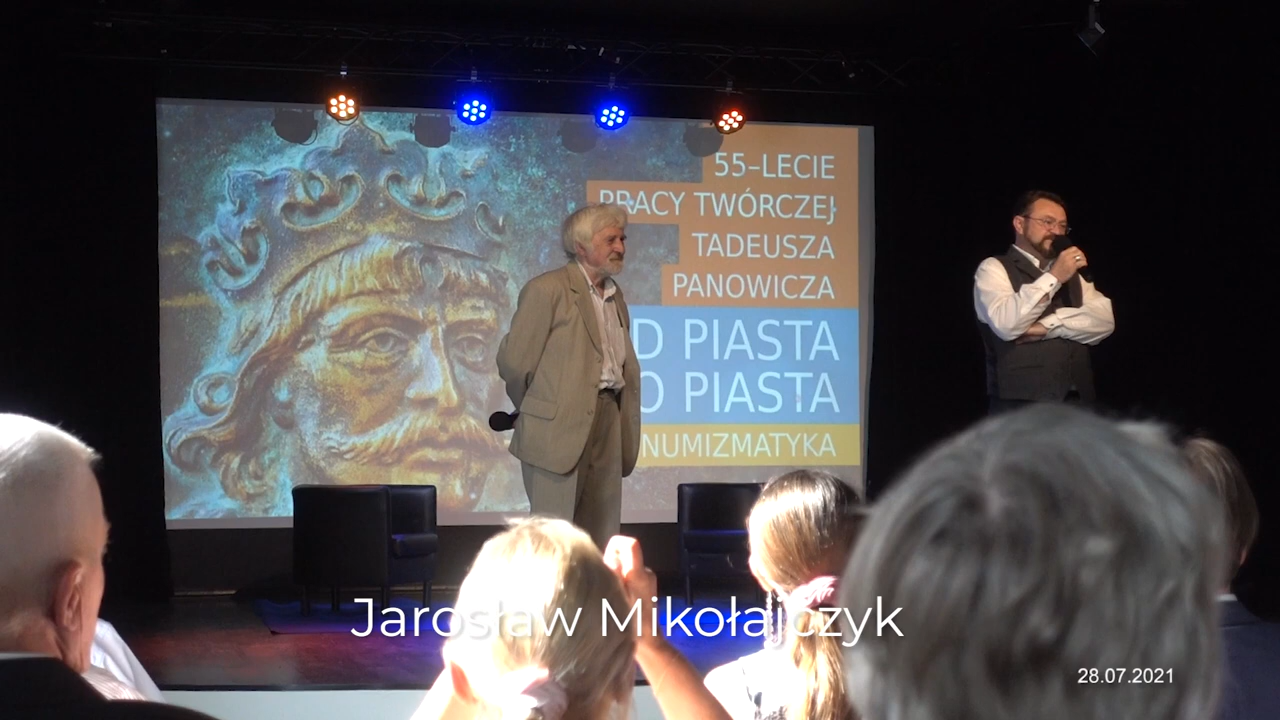 55-LECIE
PRACY TWÓRCZEJ
TADEUSZA
PANOWICZA
D PIASTA
O PIASTA
NUMIZMATYKA
Jarosław Mikołajczyk
28.07.2021